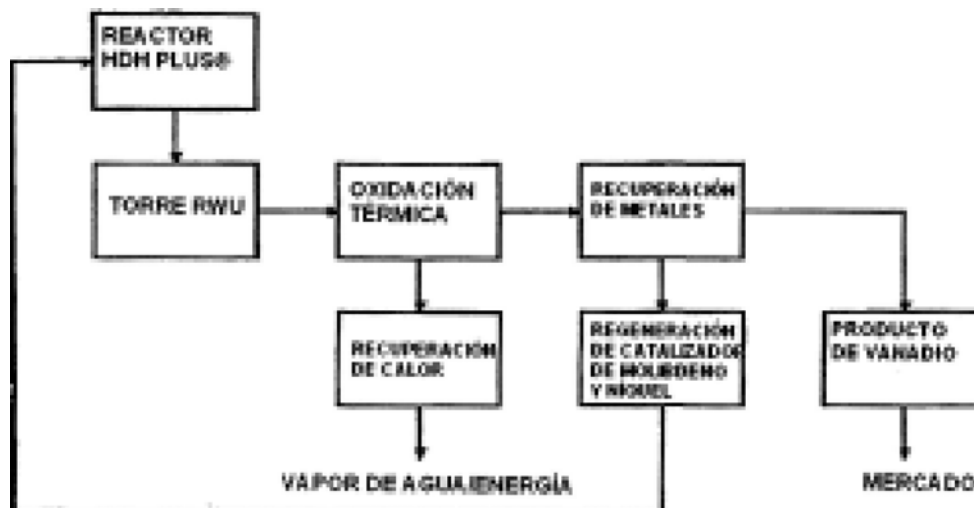 REACTOR
HDH PLUS®
TORRE RWU
OXIDACIÓN
TÉRMICA
RECUPERACIÓN
DE METALES
RECUPERACIÓN
DE CALOR
REGENERACIÓN
DE CATALIZADOR
DE MOLIBDENO
Y NÍQUEL
PRODUCTO
DE VANADIO
VAPOR DE AGUA/ENERGÍA
MERCADO